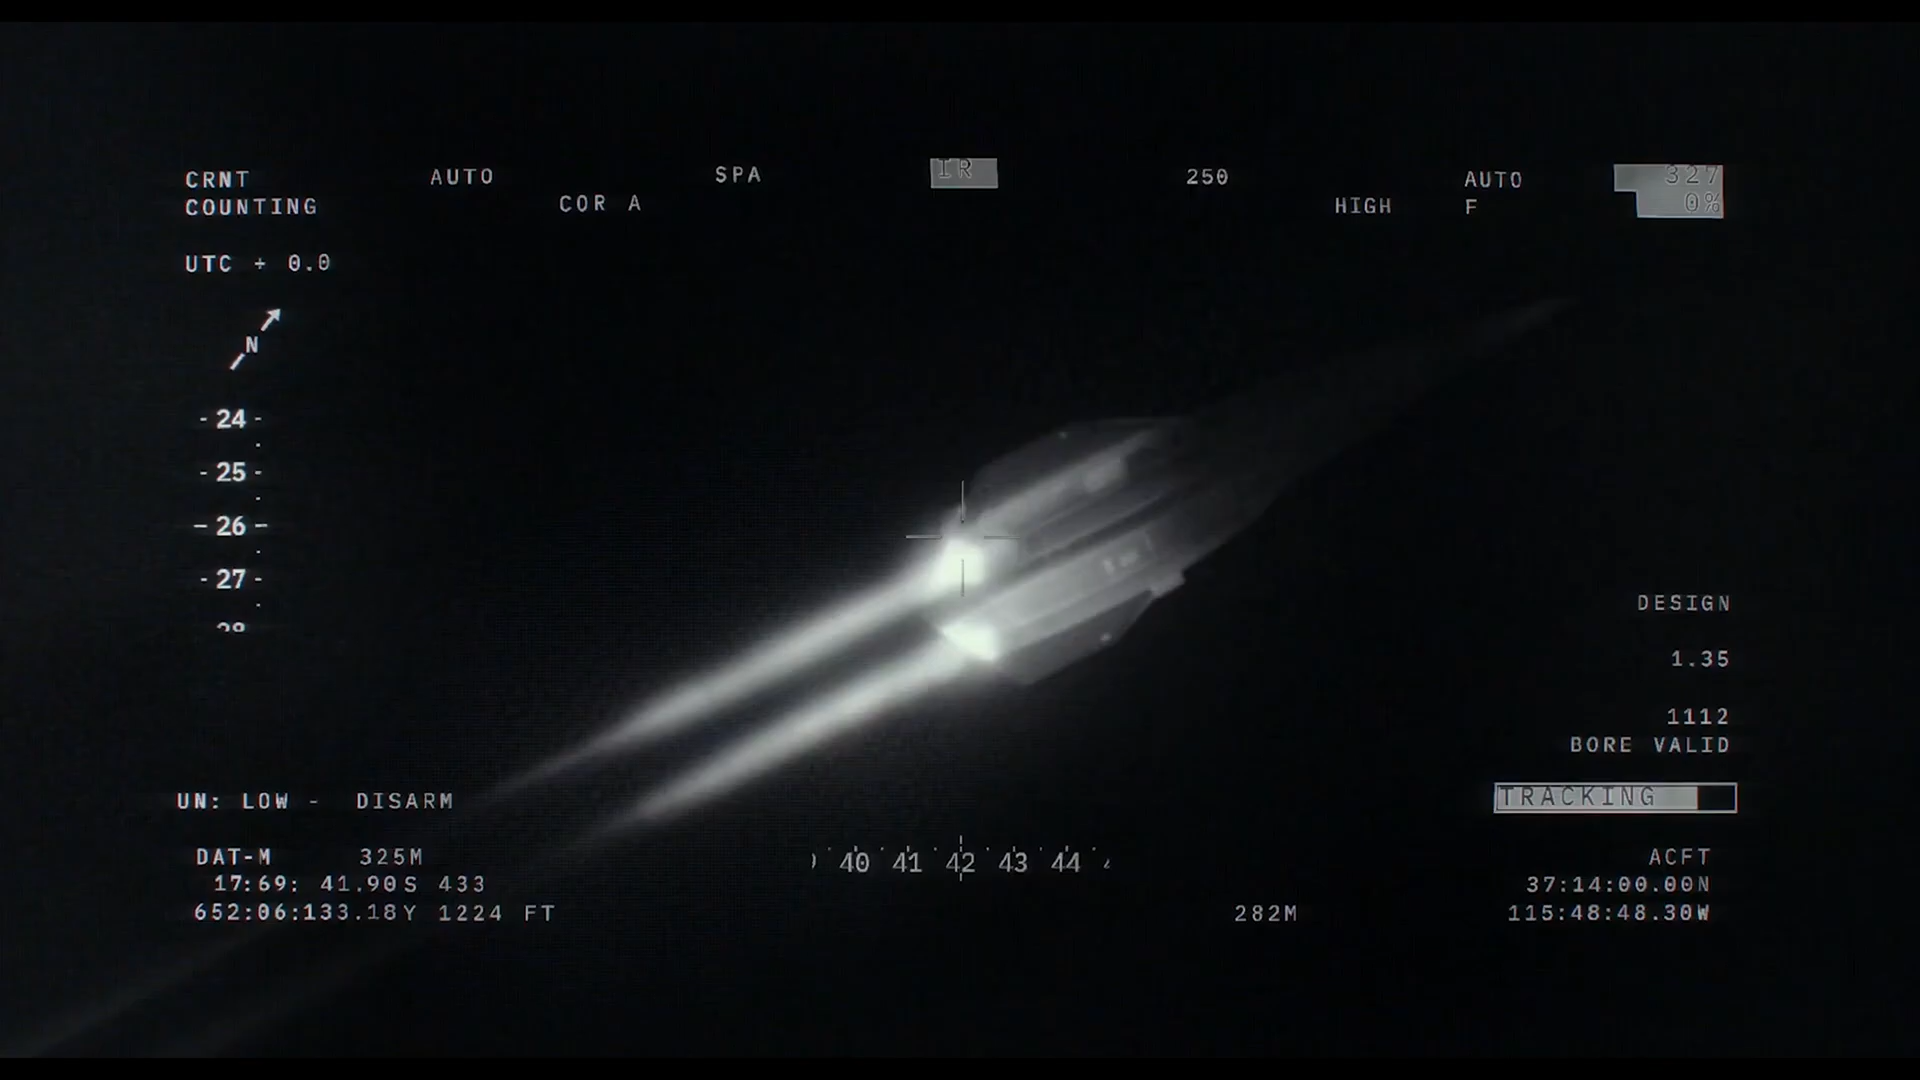 CRNT
COUNTING
AUTO
COR A
SPA
IR
250
HIGH
AUTO
F
327
0%
UTC + 0.0
N
24
25
26
27
28
DESIGN
1.35
1112
BORE VALID
TRACKING
UN: LOW - DISARM
DAT-M 325M
17:69: 41.90S 433
652:06:133.18Y 1224 FT
40 41 42 43 44
282M
ACFT
37:14:00.00N
115:48:48.30W